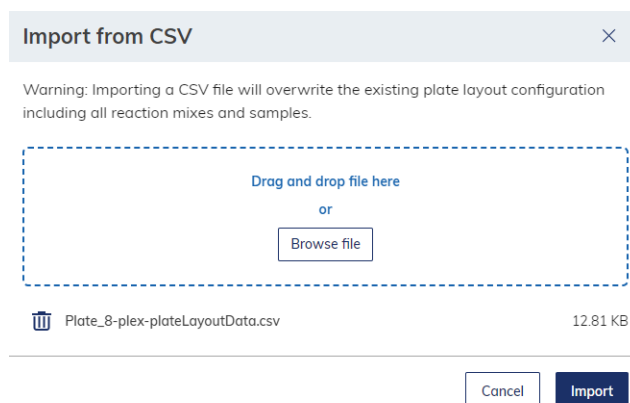 Import from CSV
Warning: Importing a CSV file will overwrite the existing plate layout configuration
including all reaction mixes and samples.
Drag and drop file here
or
Browse file
Plate_8-plex-plateLayoutData.csv 12.81 KB
Cancel Import